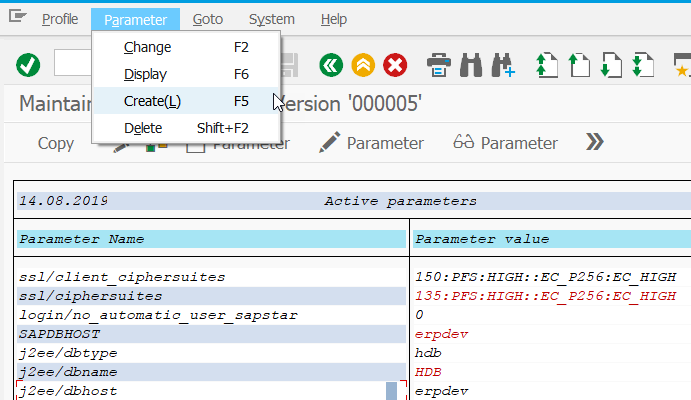 Profile Parameter Goto System Help
Change F2
Display F6
Create(L) F5
Delete Shift+F2
Maintain Version '000005'
Copy Parameter Parameter Parameter
14.08.2019 Active parameters
Parameter Name Parameter value
ssl/client_ciphersuites 150:PFS:HIGH::EC_P256:EC_HIGH
ssl/ciphersuites 135:PFS:HIGH::EC_P256:EC_HIGH
login/no_automatic_user_sapstar 0
SAPDBHOST erpdev
j2ee/dbtype hdb
j2ee/dbname HDB
j2ee/dbhost erpdev